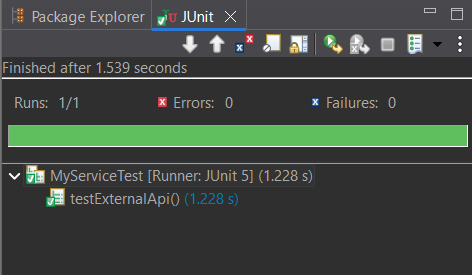 Package Explorer JUnit
Finished after 1.539 seconds
Runs: 1/1 Errors: 0 Failures: 0
MyServiceTest [Runner: JUnit 5] (1.228 s)
testExternalApi() (1.228 s)